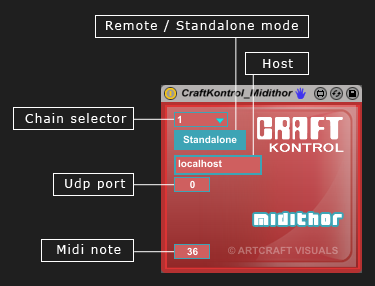 Remote / Standalone mode
Host
CraftKontrol_Midithor
Chain selector
1
CRAFT
KONTROL
Standalone
localhost
Udp port
0
midithor
Midi note
36
© ARTCRAFT VISUALS